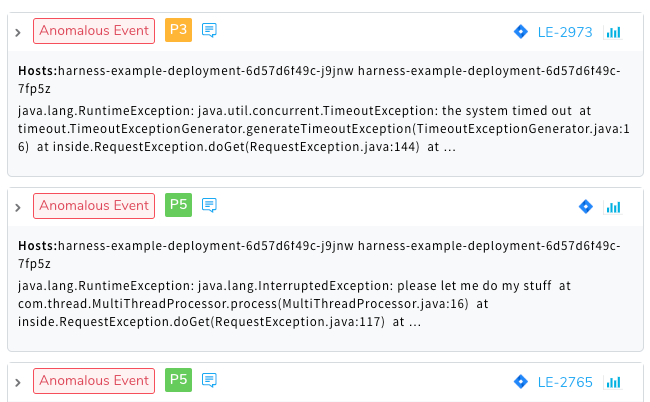 Anomalous Event P3 LE-2973
Hosts:harness-example-deployment-6d57d6f49c-j9jnw harness-example-deployment-6d57d6f49c-
7fp5z
java.lang.RuntimeException: java.util.concurrent.TimeoutException: the system timed out  at
timeout.TimeoutExceptionGenerator.generateTimeoutException(TimeoutExceptionGenerator.java:1
6)  at inside.RequestException.doGet(RequestException.java:144)  at ...
Anomalous Event P5
Hosts:harness-example-deployment-6d57d6f49c-j9jnw harness-example-deployment-6d57d6f49c-
7fp5z
java.lang.RuntimeException: java.lang.InterruptedException: please let me do my stuff  at
com.thread.MultiThreadProcessor.process(MultiThreadProcessor.java:16)  at
inside.RequestException.doGet(RequestException.java:117)  at ...
Anomalous Event P5 LE-2765